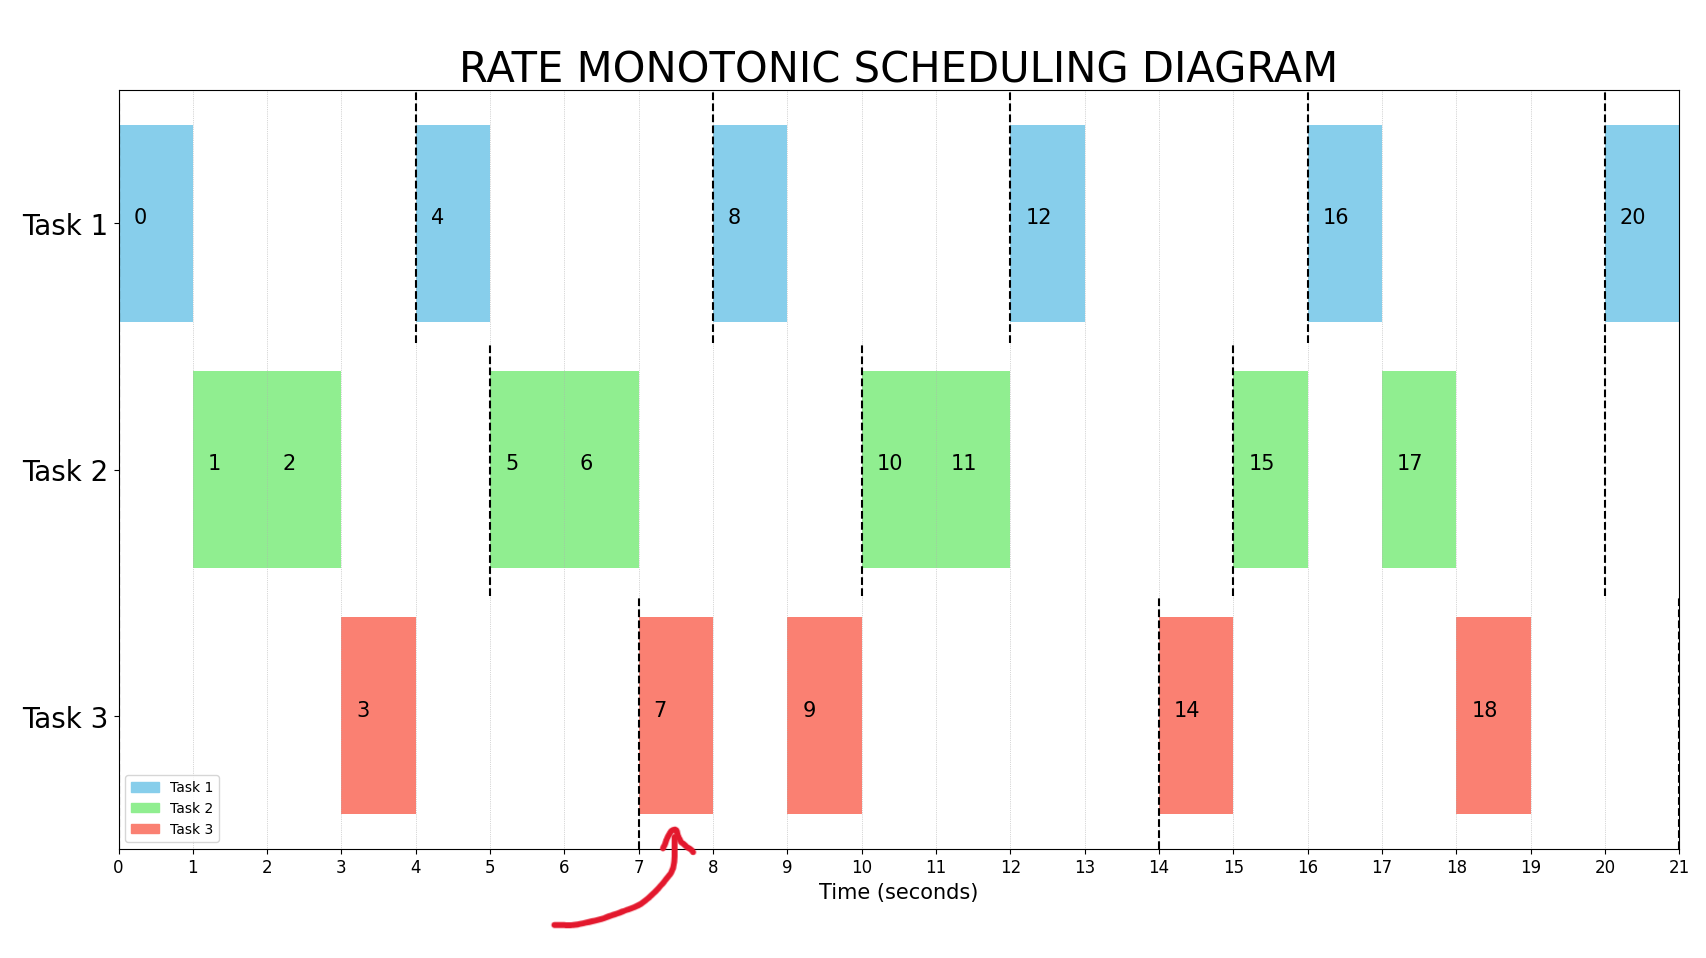 RATE MONOTONIC SCHEDULING DIAGRAM
Task 1
0
4
8
12
16
20
Task 2
1
2
5
6
10
11
15
17
Task 3
3
7
9
14
18
Task 1
Task 2
Task 3
0 1 2 3 4 5 6 7 8 9 10 11 12 13 14 15 16 17 18 19 20 21
Time (seconds)